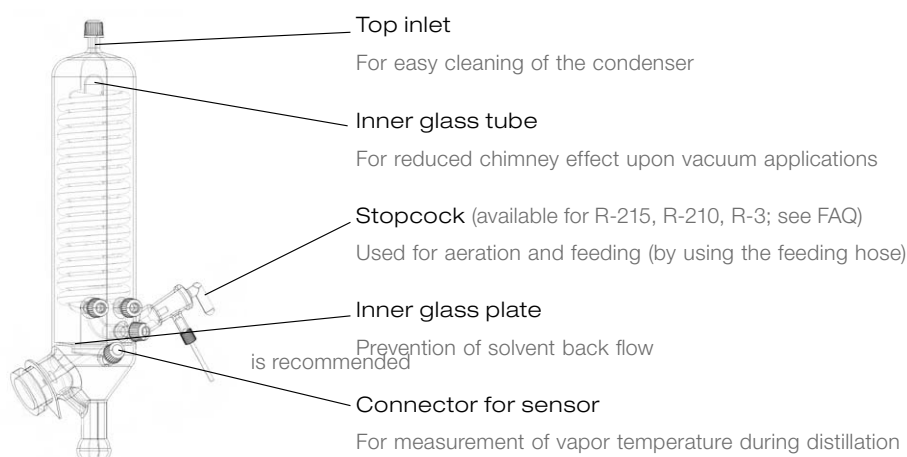 Top inlet
For easy cleaning of the condenser
Inner glass tube
For reduced chimney effect upon vacuum applications
Stopcock (available for R-215, R-210, R-3; see FAQ)
Used for aeration and feeding (by using the feeding hose)
Inner glass plate
Prevention of solvent back flow
is recommended
Connector for sensor
For measurement of vapor temperature during distillation